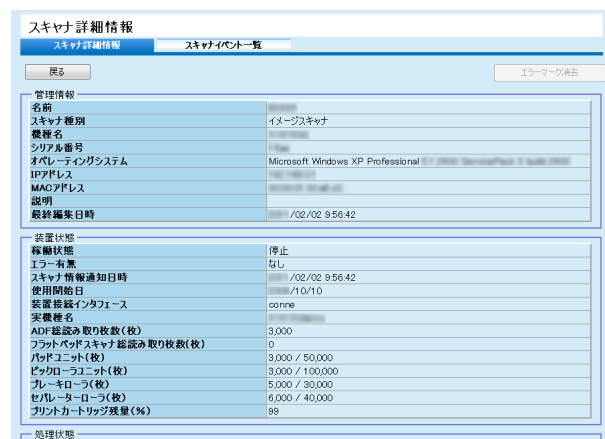 スキャナ詳細情報
スキャナ詳細情報 スキャナイベント一覧
戻る エラーマーク消去
管理情報
名前
スキャナ種別 イメージスキャナ
機種名
シリアル番号
オペレーティングシステム Microsoft Windows XP Professional
IPアドレス
MACアドレス
説明
最終編集日時 /02/02 9:56:42
装置状態
稼働状態 停止
エラー有無 なし
スキャナ情報通知日時 /02/02 9:56:42
使用開始日 /10/10
装置接続インタフェース conne
実機種名
ADF総読み取り枚数(枚) 3,000
フラットベッドスキャナ総読み取り枚数(枚) 0
パッドユニット(枚) 3,000 / 50,000
ピックローラユニット(枚) 3,000 / 100,000
ブレーキローラ(枚) 5,000 / 30,000
セパレーターローラ(枚) 6,000 / 40,000
プリントカートリッジ残量(%) 99
処理状態